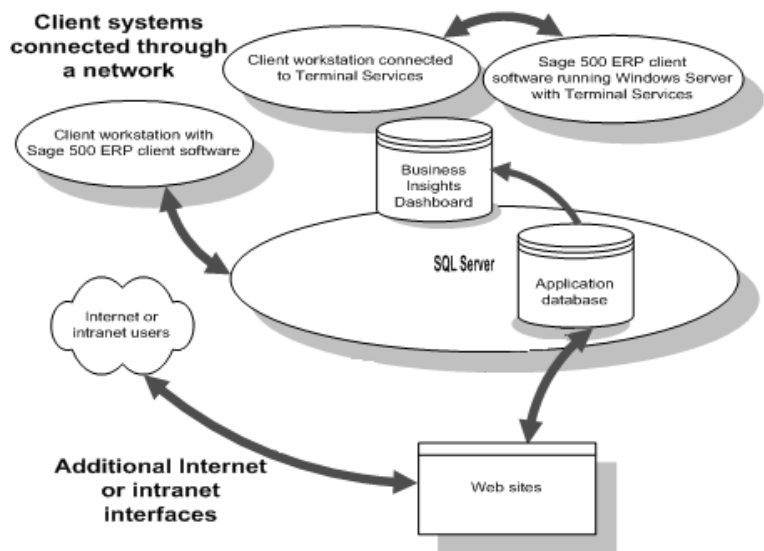 Client systems
connected through
a network
Client workstation connected
to Terminal Services
Sage 500 ERP client
software running Windows Server
with Terminal Services
Client workstation with
Sage 500 ERP client software
Business
Insights
Dashboard
SQL Server
Application
database
Internet or
intranet users
Additional Internet
or intranet
interfaces
Web sites